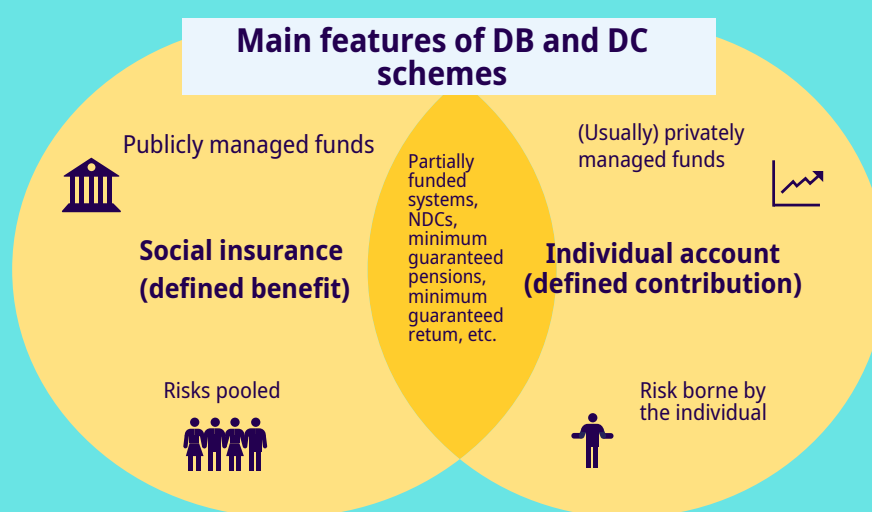 Main features of DB and DC
schemes
Publicly managed funds
Social insurance
(defined benefit)
Risks pooled
Partially
funded
systems,
NDCs,
minimum
guaranteed
pensions,
minimum
guaranteed
retum, etc.
(Usually) privately
managed funds
Individual account
(defined contribution)
Risk borne by
the individual